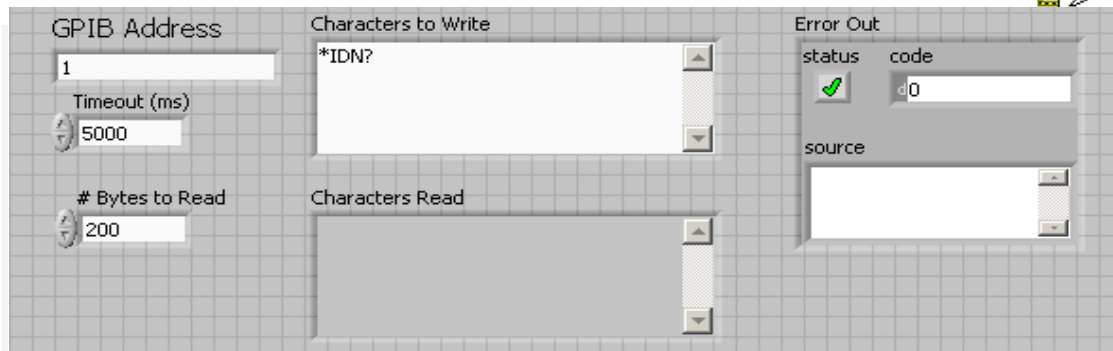 GPIB Address
1
Timeout (ms)
5000
# Bytes to Read
200
Characters to Write
*IDN?
Characters Read
Error Out
status code
d0
source